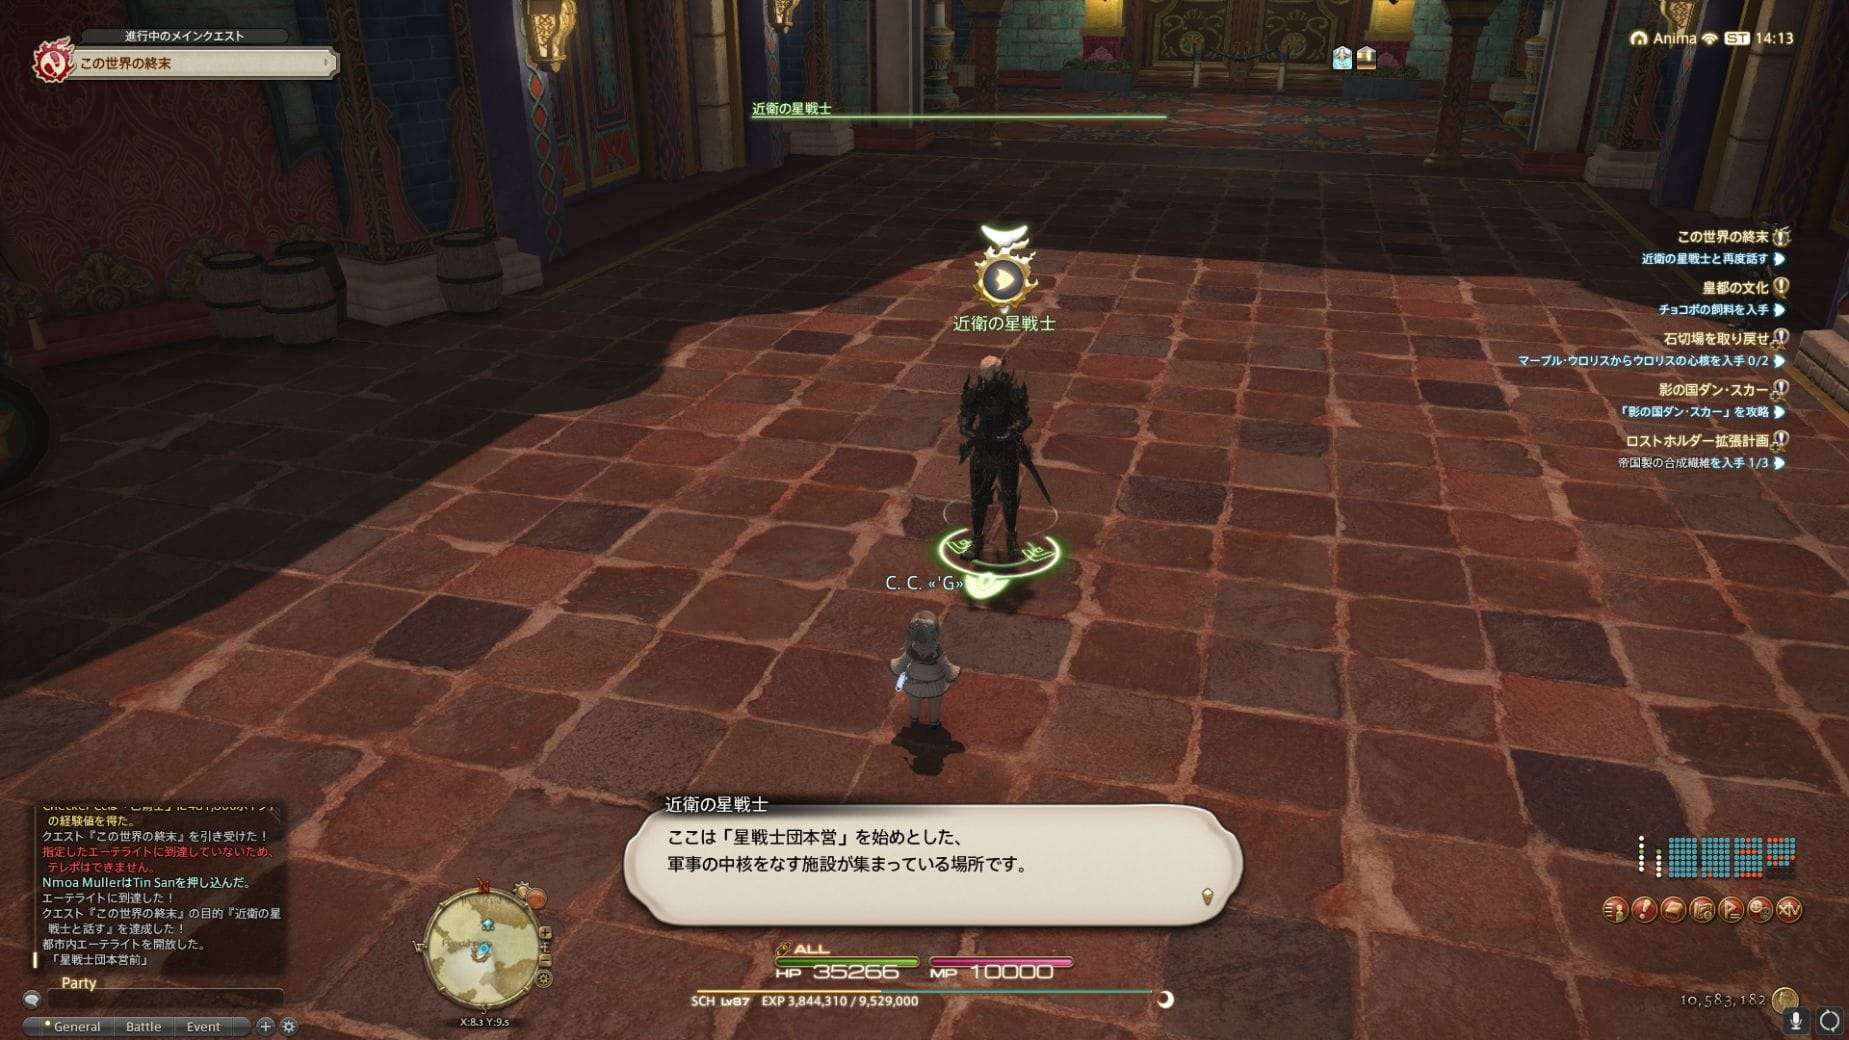 進行中のメインクエスト
この世界の終末
Anima ST 14:13
近衛の星戦士
近衛の星戦士
この世界の終末
近衛の星戦士と再度話す
皇都の文化
チョコボの飼料を入手
石切場を取り戻せ
マーブル・ウロリスからウロリスの心核を入手 0/2
影の国ダン・スカー
「影の国ダン・スカー」を攻略
ロストホルダー拡張計画
帝国製の合成繊維を入手 1/3
C. C. «'G»
近衛の星戦士
ここは「星戦士団本営」を始めとした、
軍事の中核をなす施設が集まっている場所です。
の経験値を得た。
クエスト『この世界の終末』を引き受けた！
指定したエーテライトに到達していないため、
テレポはできません。
Nmoa MullerはTin Sanを押し込んだ。
エーテライトに到達した！
クエスト『この世界の終末』の目的『近衛の星
戦士と話す』を達成した！
都市内エーテライトを開放した。
「星戦士団本営前」
Party
General Battle Event
X:8.3 Y:9.5
ALL
HP 35266 MP 10000
SCH Lv87 EXP 3,844,310 / 9,529,000
XIV
10,583,182